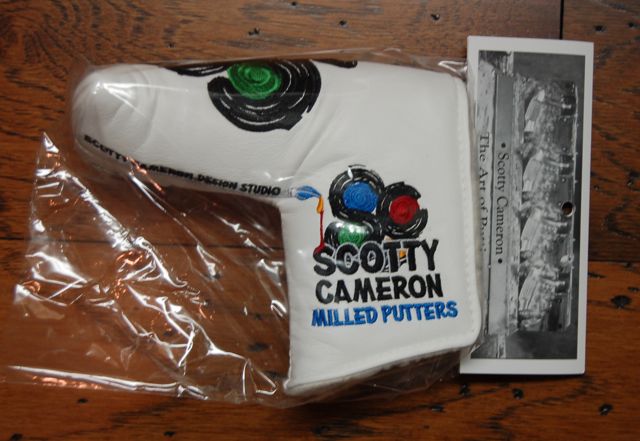 SCOTTY CAMERON DESIGN STUDIO
SCOTTY
CAMERON
MILLED PUTTERS
• Scotty Cameron •
The Art of